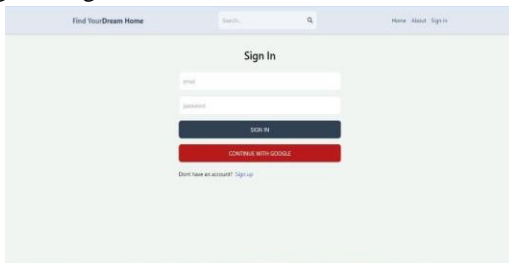 Find YourDream Home
Search...
Home About Sign in
Sign In
email
password
SIGN IN
CONTINUE WITH GOOGLE
Dont have an account? Sign up